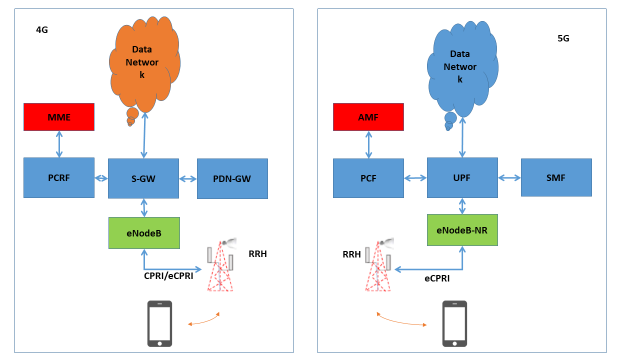 4G
Data
Networ
k
MME
PCRF
S-GW
PDN-GW
eNodeB
RRH
CPRI/eCPRI
5G
Data
Networ
k
AMF
PCF
UPF
SMF
eNodeB-NR
RRH
eCPRI